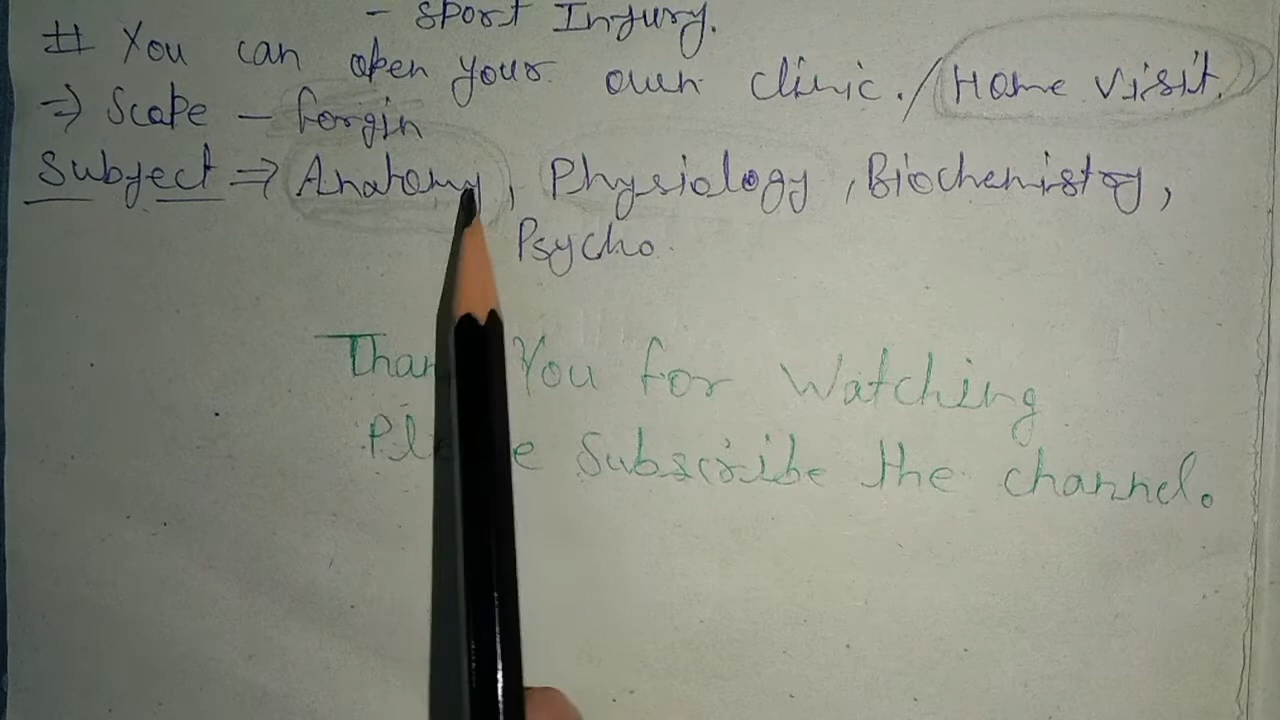 - Sport Injury.
# You can open your own clinic. / Home visit.
⇒ Scope - forgin
Subject ⇒ Anatomy, Physiology, Biochemistry,
Psycho.
You for Watching
Subscribe the channel.